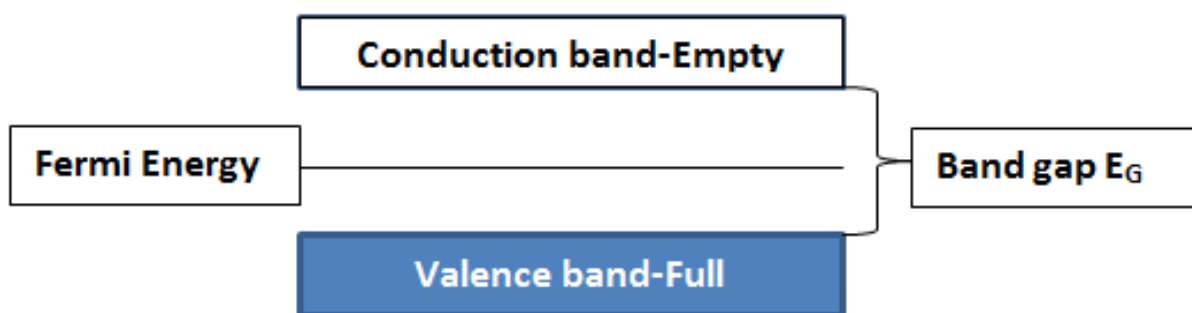 Conduction band-Empty
Fermi Energy
Band gap EG
Valence band-Full